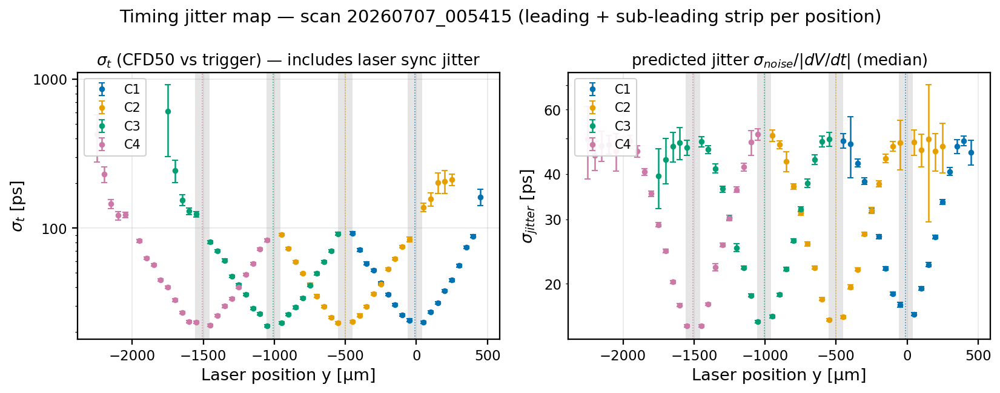 Timing jitter map — scan 20260707_005415 (leading + sub-leading strip per position)
σt (CFD50 vs trigger) — includes laser sync jitter
predicted jitter σnoise/|dV/dt| (median)
C1
C2
C3
C4
1000
100
σt [ps]
−2000
−1500
−1000
−500
0
500
Laser position y [μm]
C1
C2
C3
C4
60
40
30
20
σjitter [ps]
−2000
−1500
−1000
−500
0
500
Laser position y [μm]